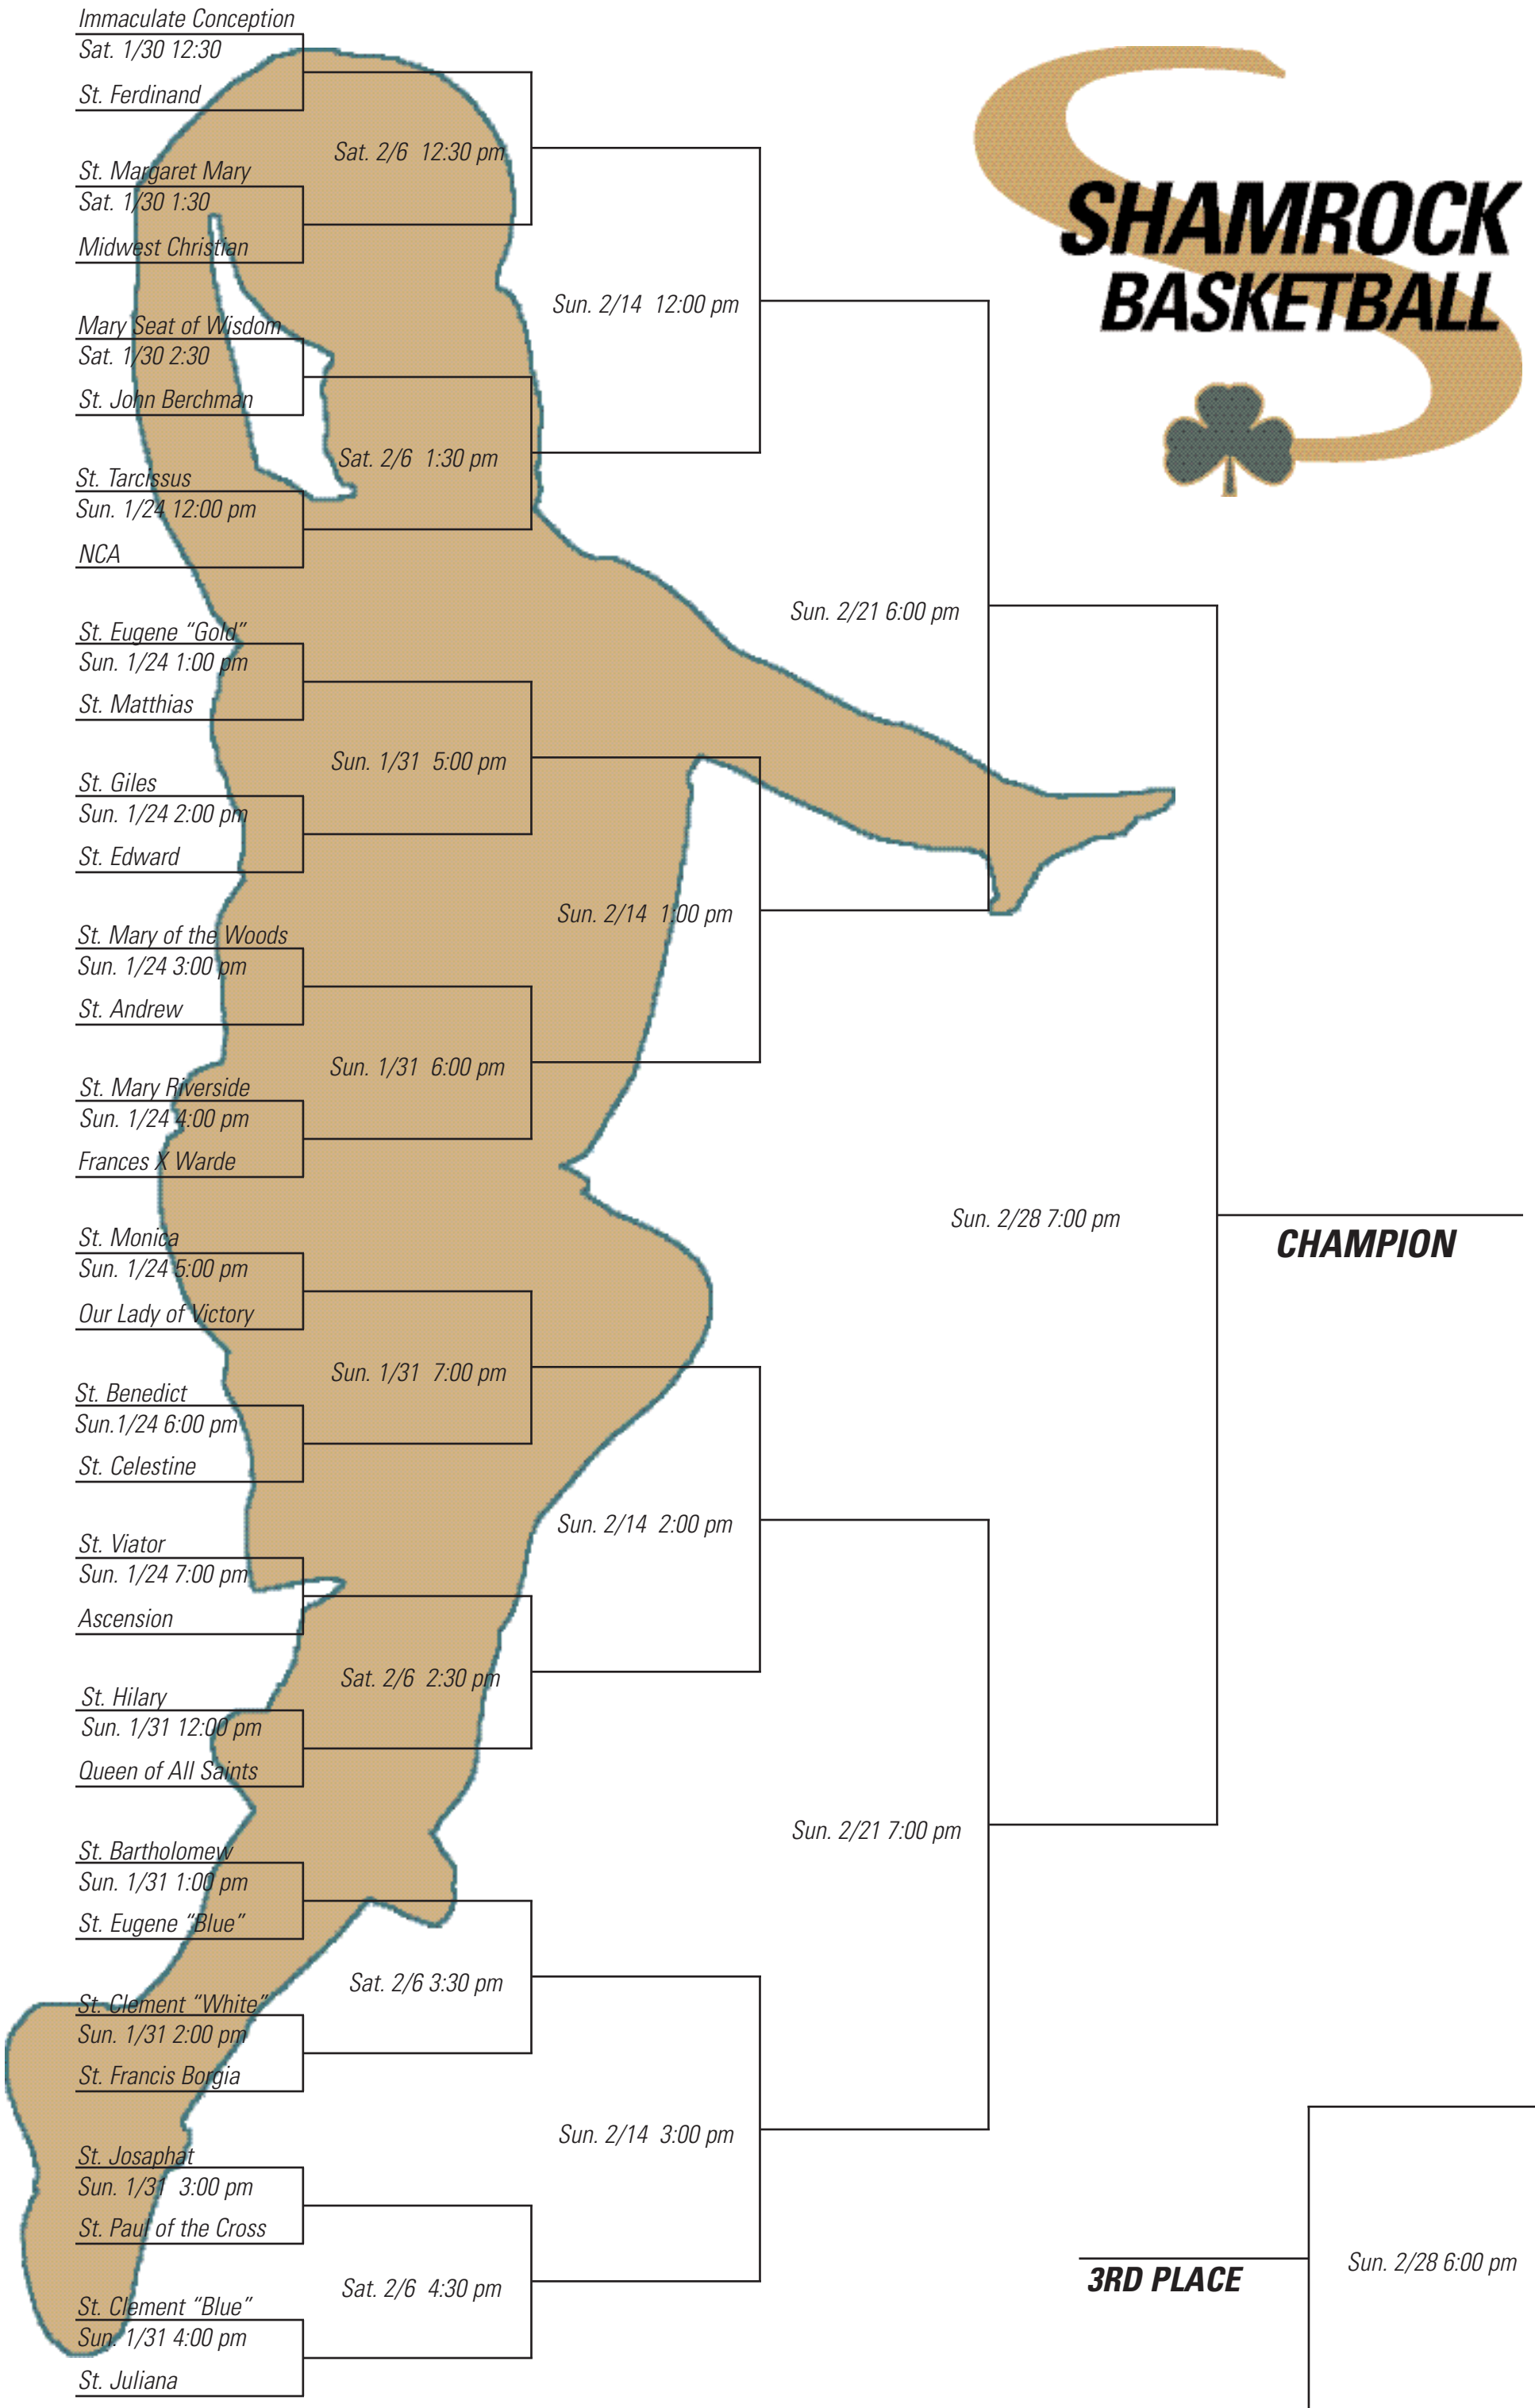 Immaculate Conception
Sat. 1/30 12:30
St. Ferdinand
St. Margaret Mary
Sat. 1/30 1:30
Midwest Christian
Mary Seat of Wisdom
Sat. 1/30 2:30
St. John Berchman
St. Tarcissus
Sun. 1/24 12:00 pm
NCA
St. Eugene “Gold”
Sun. 1/24 1:00 pm
St. Matthias
St. Giles
Sun. 1/24 2:00 pm
St. Edward
St. Mary of the Woods
Sun. 1/24 3:00 pm
St. Andrew
St. Mary Riverside
Sun. 1/24 4:00 pm
Frances X Warde
St. Monica
Sun. 1/24 5:00 pm
Our Lady of Victory
St. Benedict
Sun.1/24 6:00 pm
St. Celestine
St. Viator
Sun. 1/24 7:00 pm
Ascension
St. Hilary
Sun. 1/31 12:00 pm
Queen of All Saints
St. Bartholomew
Sun. 1/31 1:00 pm
St. Eugene “Blue”
St. Clement “White”
Sun. 1/31 2:00 pm
St. Francis Borgia
St. Josaphat
Sun. 1/31 3:00 pm
St. Paul of the Cross
St. Clement “Blue”
Sun. 1/31 4:00 pm
St. Juliana
Sat. 2/6 12:30 pm
Sat. 2/6 1:30 pm
Sun. 1/31 5:00 pm
Sun. 1/31 6:00 pm
Sun. 1/31 7:00 pm
Sat. 2/6 2:30 pm
Sat. 2/6 3:30 pm
Sat. 2/6 4:30 pm
Sun. 2/14 12:00 pm
Sun. 2/14 1:00 pm
Sun. 2/14 2:00 pm
Sun. 2/14 3:00 pm
Sun. 2/21 6:00 pm
Sun. 2/21 7:00 pm
Sun. 2/28 7:00 pm
CHAMPION
SHAMROCK
BASKETBALL
3RD PLACE
Sun. 2/28 6:00 pm